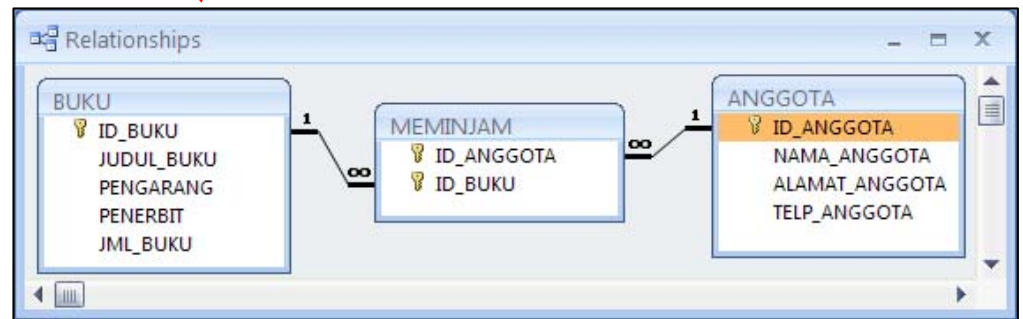 Relationships
BUKU
ID_BUKU
JUDUL_BUKU
PENGARANG
PENERBIT
JML_BUKU
1
∞
MEMINJAM
ID_ANGGOTA
ID_BUKU
∞
1
ANGGOTA
ID_ANGGOTA
NAMA_ANGGOTA
ALAMAT_ANGGOTA
TELP_ANGGOTA